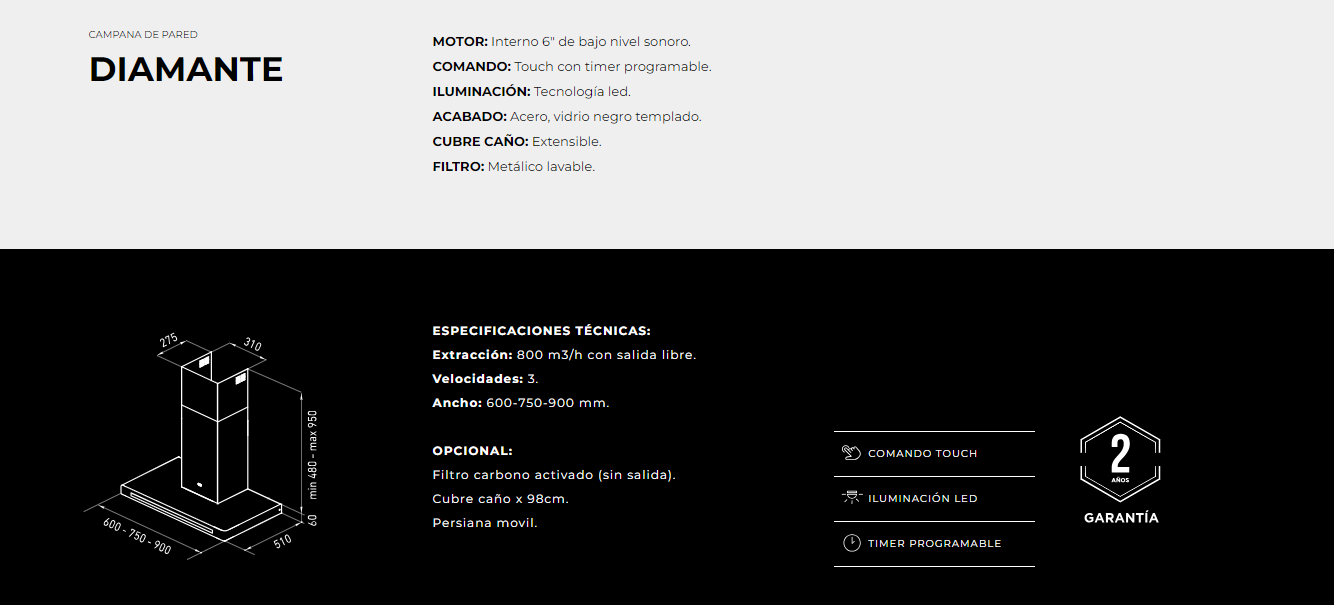 CAMPANA DE PARED
DIAMANTE
MOTOR: Interno 6" de bajo nivel sonoro.
COMANDO: Touch con timer programable.
ILUMINACIÓN: Tecnología led.
ACABADO: Acero, vidrio negro templado.
CUBRE CAÑO: Extensible.
FILTRO: Metálico lavable.
275
310
min 480 - max 950
60
600 - 750 - 900
510
ESPECIFICACIONES TÉCNICAS:
Extracción: 800 m3/h con salida libre.
Velocidades: 3.
Ancho: 600-750-900 mm.
OPCIONAL:
Filtro carbono activado (sin salida).
Cubre caño x 98cm.
Persiana movil.
COMANDO TOUCH
ILUMINACIÓN LED
TIMER PROGRAMABLE
2
AÑOS
GARANTÍA